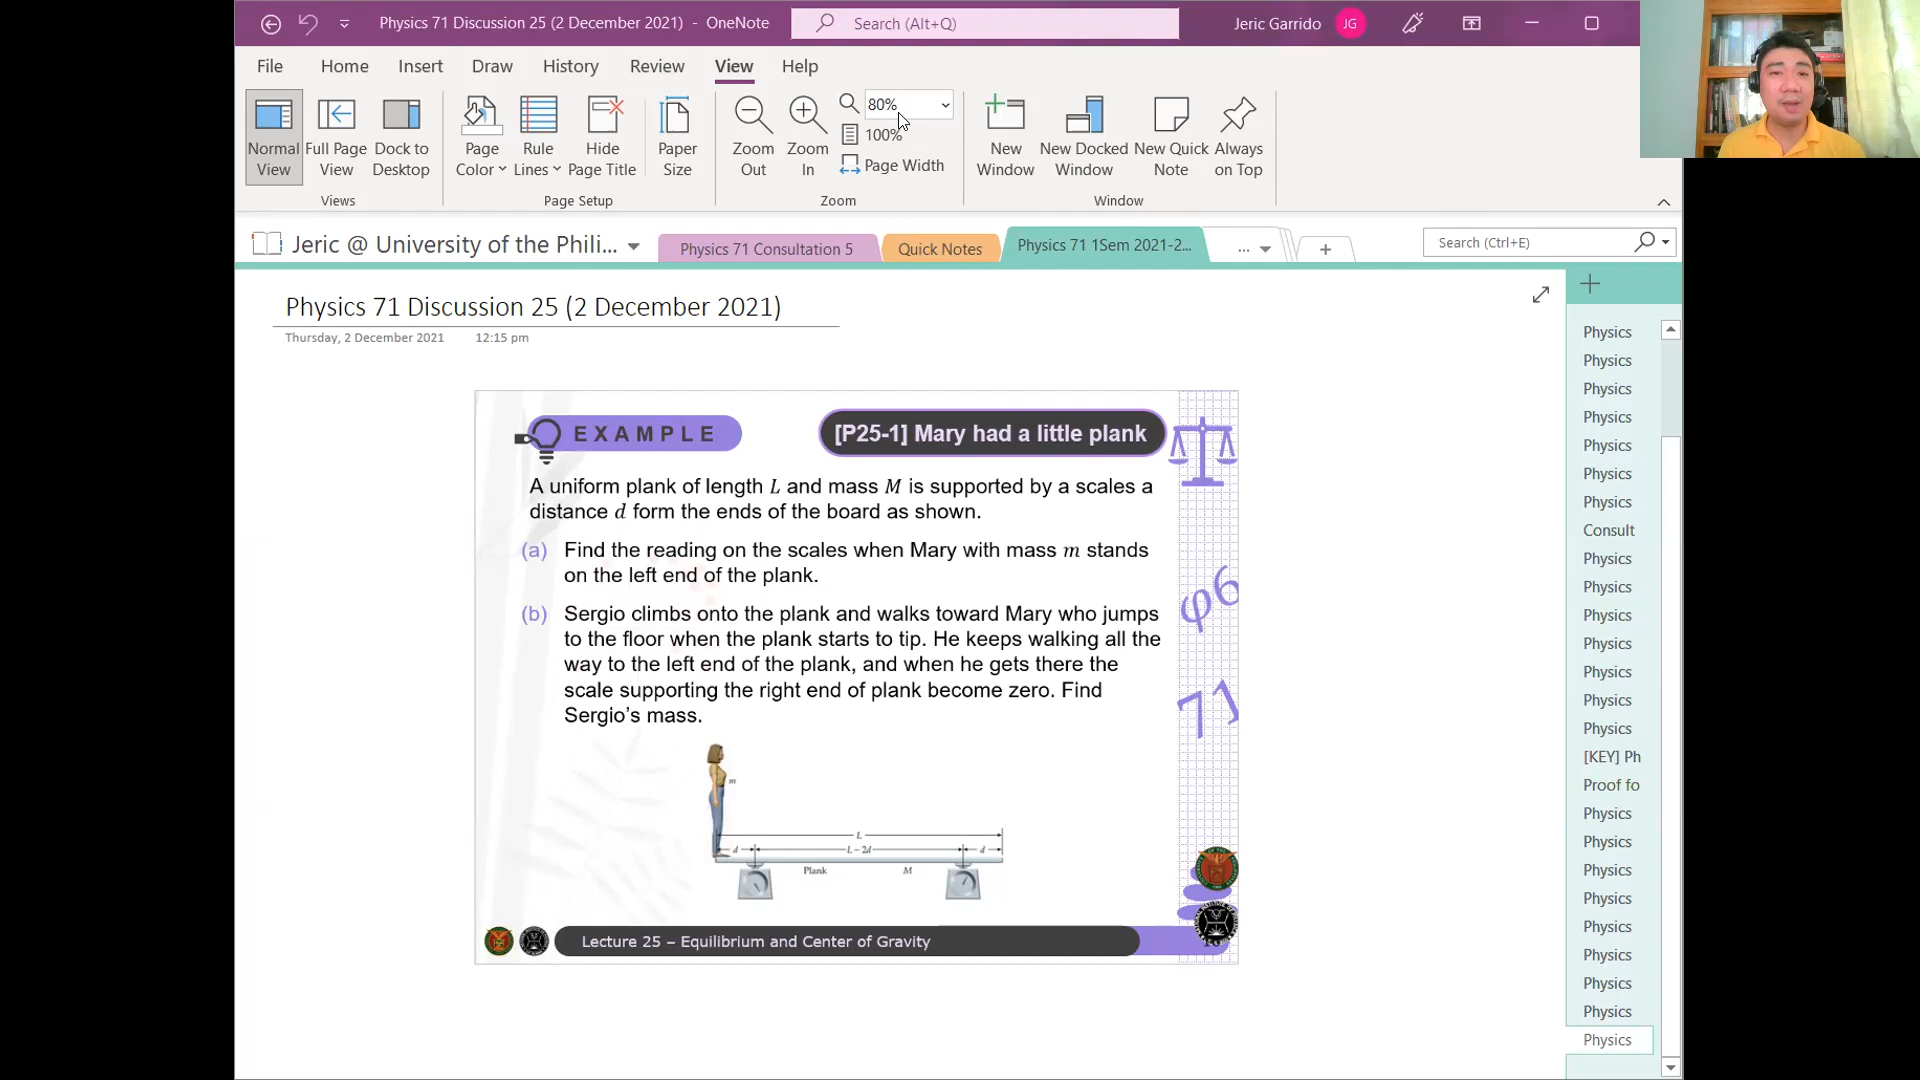 Physics 71 Discussion 25 (2 December 2021) - OneNote
Search (Alt+Q)
Jeric Garrido
JG
File Home Insert Draw History Review View Help
Normal View
Full Page View
Dock to Desktop
Views
Page Color
Rule Lines
Hide Page Title
Paper Size
Page Setup
Zoom Out
Zoom In
80%
100%
Page Width
Zoom
New Window
New Docked Window
New Quick Note
Always on Top
Window
Jeric @ University of the Phili...
Physics 71 Consultation 5
Quick Notes
Physics 71 1Sem 2021-2...
...
Search (Ctrl+E)
Physics 71 Discussion 25 (2 December 2021)
Thursday, 2 December 2021 12:15 pm
EXAMPLE
[P25-1] Mary had a little plank
A uniform plank of length L and mass M is supported by a scales a
distance d form the ends of the board as shown.
(a) Find the reading on the scales when Mary with mass m stands
on the left end of the plank.
(b) Sergio climbs onto the plank and walks toward Mary who jumps
to the floor when the plank starts to tip. He keeps walking all the
way to the left end of the plank, and when he gets there the
scale supporting the right end of plank become zero. Find
Sergio's mass.
m
L
d L – 2d d
Plank M
φ6
71
Lecture 25 – Equilibrium and Center of Gravity
Physics
Physics
Physics
Physics
Physics
Physics
Physics
Consult
Physics
Physics
Physics
Physics
Physics
Physics
Physics
[KEY] Ph
Proof fo
Physics
Physics
Physics
Physics
Physics
Physics
Physics
Physics
Physics